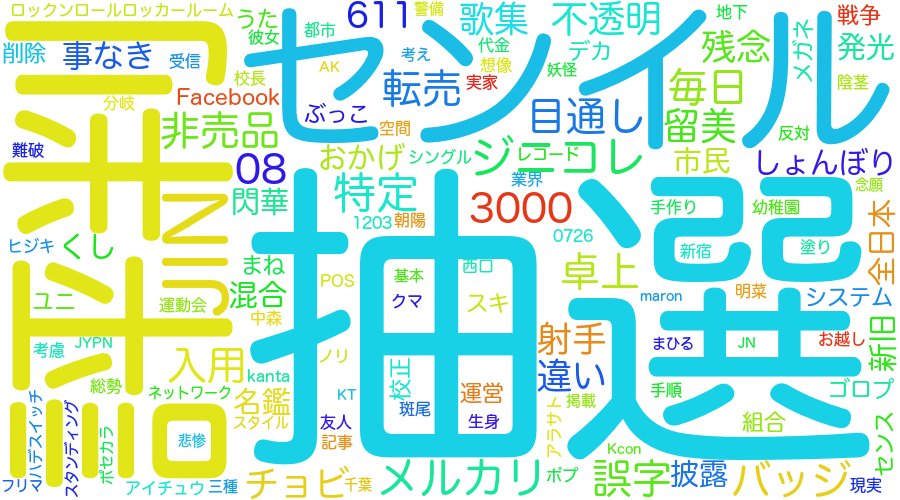 ロックンロールロッカールーム
うた
611
警備
歌集
不透明
地下
戦争
削除
事なき
受信
彼女
都市
考え
代金
デカ
残念
メガネ
発光
センイル
校長
AK
転売
想像
実家
妖怪
毎日
陰茎
分岐
Facebook
ぶっこ
目通し
留美
反対
評判
非売品
空間
難破
08
おかげ
シングル
ジニコレ
レコード
市民
しょんぼり
JIN
閃華
特定
業界
3000
念願
1203
朝陽
手作り
幼稚園
抽選
ヒジキ
くし
まね
0726
新宿
塗り
全日本
卓上
混合
POS
基本
西口
ユニ
運動会
クマ
スキ
maron
明菜
システム
中森
射手
お越し
新旧
考慮
JYPN
ノリ
まひる
JN
総勢
入用
kanta
校正
違い
手順
ゴロプ
ネットワーク
KT
運営
掲載
4ハデスイッチ
スタンディング
ポセカラ
名鑑
スタイル
斑尾
生身
アラサト
組合
センス
友人
悲惨
記事
Kcon
フリマ
アイチュウ
三種
チョビ
千葉
メルカリ
ポプ
誤字
披露
バッジ
現実